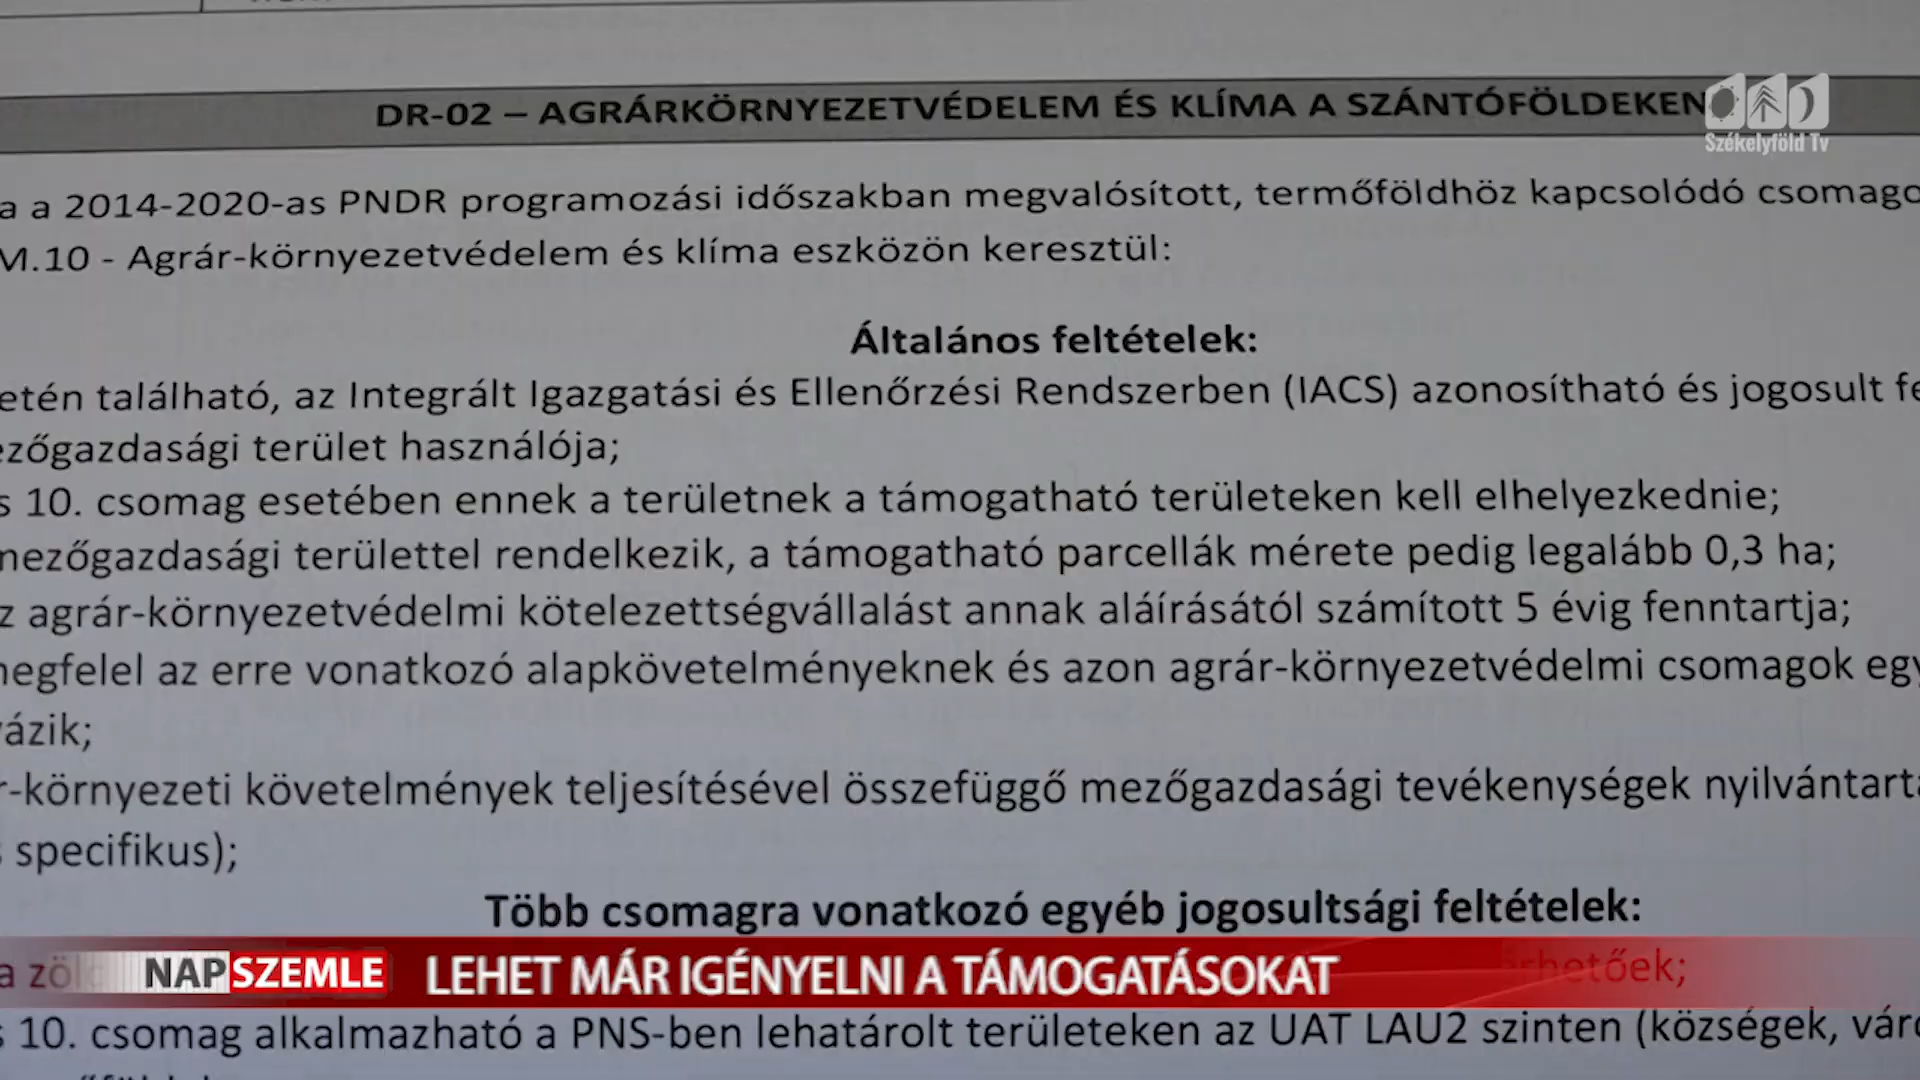 DR-02 – AGRÁRKÖRNYEZETVÉDELEM ÉS KLÍMA A SZÁNTÓFÖLDEKEN
Székelyföld Tv
a a 2014-2020-as PNDR programozási időszakban megvalósított, termőföldhöz kapcsolódó csomago
M.10 - Agrár-környezetvédelem és klíma eszközön keresztül:
Általános feltételek:
etén található, az Integrált Igazgatási és Ellenőrzési Rendszerben (IACS) azonosítható és jogosult fe
ezőgazdasági terület használója;
s 10. csomag esetében ennek a területnek a támogatható területeken kell elhelyezkednie;
mezőgazdasági területtel rendelkezik, a támogatható parcellák mérete pedig legalább 0,3 ha;
z agrár-környezetvédelmi kötelezettségvállalást annak aláírásától számított 5 évig fenntartja;
megfelel az erre vonatkozó alapkövetelményeknek és azon agrár-környezetvédelmi csomagok egy
ázik;
r-környezeti követelmények teljesítésével összefüggő mezőgazdasági tevékenységek nyilvántartá
s specifikus);
Több csomagra vonatkozó egyéb jogosultsági feltételek:
a zöld érhetőek;
NAPSZEMLE LEHET MÁR IGÉNYELNI A TÁMOGATÁSOKAT
s 10. csomag alkalmazható a PNS-ben lehatárolt területeken az UAT LAU2 szinten (községek, váro